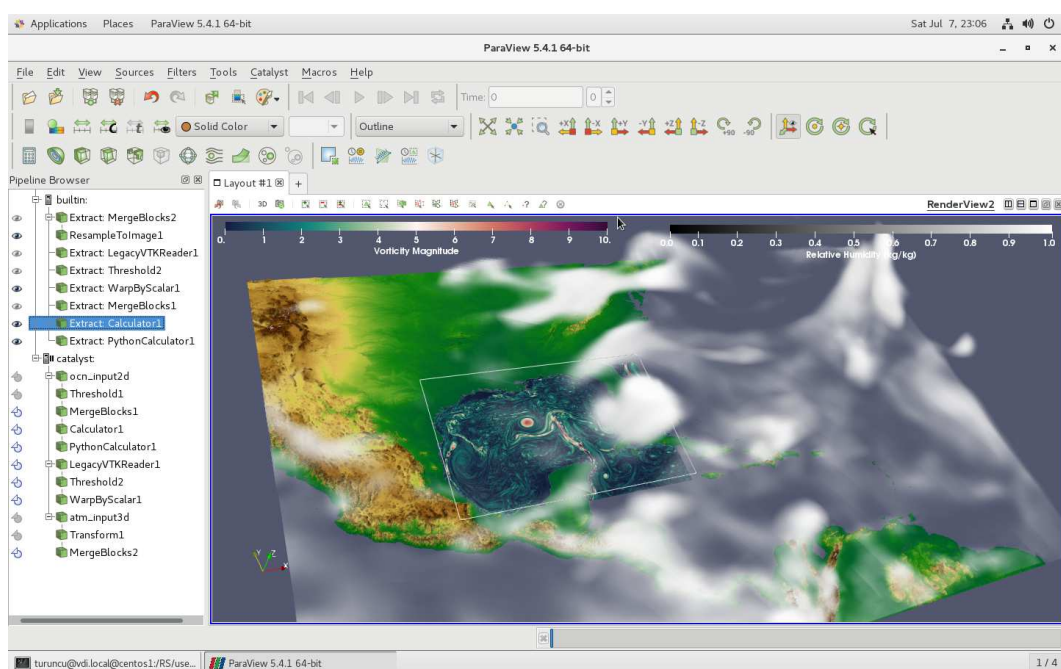 Applications Places ParaView 5.4.1 64-bit Sat Jul 7, 23:06
ParaView 5.4.1 64-bit
File Edit View Sources Filters Tools Catalyst Macros Help
Time: 0 0
Solid Color Outline +X -X +Y -Y +Z -Z +90 -90
Pipeline Browser
Layout #1
3D RenderView2
builtin:
Extract: MergeBlocks2
ResampleToImage1
Extract: LegacyVTKReader1
Extract: Threshold2
Extract: WarpByScalar1
Extract: MergeBlocks1
Extract: Calculator1
Extract: PythonCalculator1
catalyst:
ocn_input2d
Threshold1
MergeBlocks1
Calculator1
PythonCalculator1
LegacyVTKReader1
Threshold2
WarpByScalar1
atm_input3d
Transform1
MergeBlocks2
0. 1 2 3 4 5 6 7 8 9 10.
Vorticity Magnitude
0.0 0.1 0.2 0.3 0.4 0.5 0.6 0.7 0.8 0.9 1.0
Relative Humidity (kg/kg)
Y Z X
turuncu@vdi.local@centos1:/RS/use... ParaView 5.4.1 64-bit 1 / 4